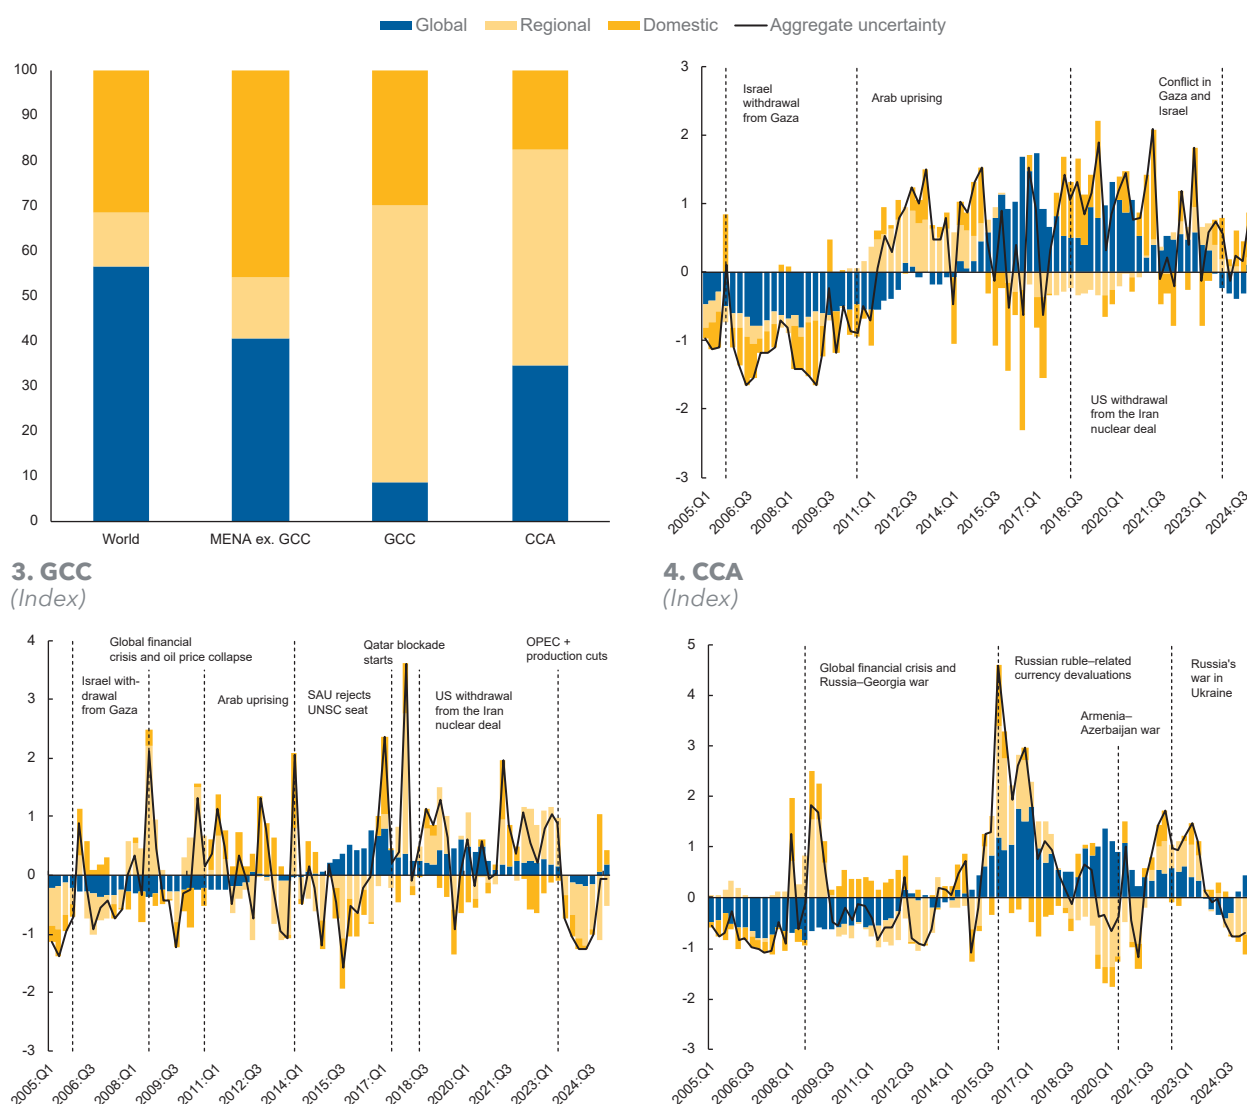 Global Regional Domestic Aggregate uncertainty
100
90
80
70
60
50
40
30
20
10
0
World MENA ex. GCC GCC CCA
3
2
1
0
-1
-2
-3
Israel
withdrawal
from Gaza
Arab uprising
Conflict in
Gaza and
Israel
US withdrawal
from the Iran
nuclear deal
2005:Q1 2006:Q3 2008:Q1 2009:Q3 2011:Q1 2012:Q3 2014:Q1 2015:Q3 2017:Q1 2018:Q3 2020:Q1 2021:Q3 2023:Q1 2024:Q3
3. GCC
(Index)
4
3
2
1
0
-1
-2
-3
Global financial
crisis and oil price collapse
Israel with-
drawal
from Gaza
Arab uprising
SAU rejects
UNSC seat
Qatar blockade
starts
US withdrawal
from the Iran
nuclear deal
OPEC +
production cuts
2005:Q1 2006:Q3 2008:Q1 2009:Q3 2011:Q1 2012:Q3 2014:Q1 2015:Q3 2017:Q1 2018:Q3 2020:Q1 2021:Q3 2023:Q1 2024:Q3
4. CCA
(Index)
5
4
3
2
1
0
-1
-2
-3
Global financial crisis and
Russia–Georgia war
Russian ruble–related
currency devaluations
Armenia–
Azerbaijan war
Russia's
war in
Ukraine
2005:Q1 2006:Q3 2008:Q1 2009:Q3 2011:Q1 2012:Q3 2014:Q1 2015:Q3 2017:Q1 2018:Q3 2020:Q1 2021:Q3 2023:Q1 2024:Q3